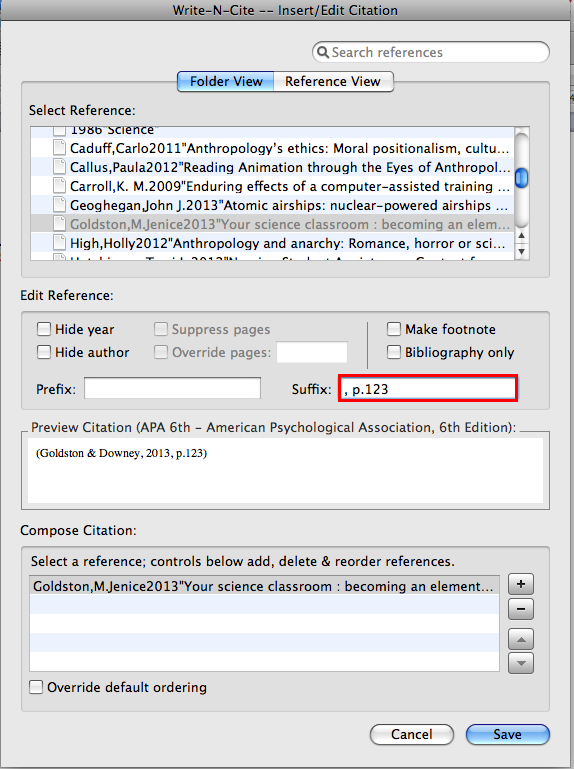 Write-N-Cite -- Insert/Edit Citation
Search references
Folder View Reference View
Select Reference:
1986"Science"
Caduff,Carlo2011"Anthropology's ethics: Moral positionalism, cultu...
Callus,Paula2012"Reading Animation through the Eyes of Anthropol...
Carroll,K. M.2009"Enduring effects of a computer-assisted training ...
Geoghegan,John J.2013"Atomic airships: nuclear-powered airships ...
Goldston,M,Jenice2013"Your science classroom : becoming an elem...
High,Holly2012"Anthropology and anarchy: Romance, horror or sci...
Edit Reference:
Hide year Suppress pages Make footnote
Hide author Override pages: Bibliography only
Prefix: Suffix: , p.123
Preview Citation (APA 6th - American Psychological Association, 6th Edition):
(Goldston & Downey, 2013, p.123)
Compose Citation:
Select a reference; controls below add, delete & reorder references.
Goldston,M,Jenice2013"Your science classroom : becoming an element...
Override default ordering
Cancel Save